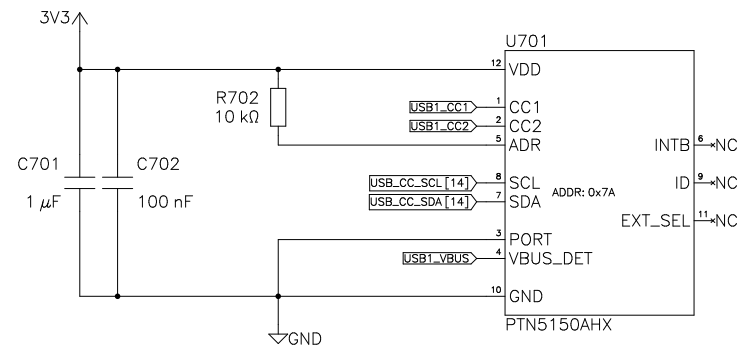 3V3
U701
12 VDD
R702
10 kΩ
USB1_CC1 1 CC1
USB1_CC2 2 CC2
5 ADR
INTB 6 NC
C701
1 μF
C702
100 nF
USB_CC_SCL [14] 8 SCL
ADDR: 0x7A
ID 9 NC
USB_CC_SDA [14] 7 SDA
EXT_SEL 11 NC
3 PORT
USB1_VBUS 4 VBUS_DET
10 GND
PTN5150AHX
GND